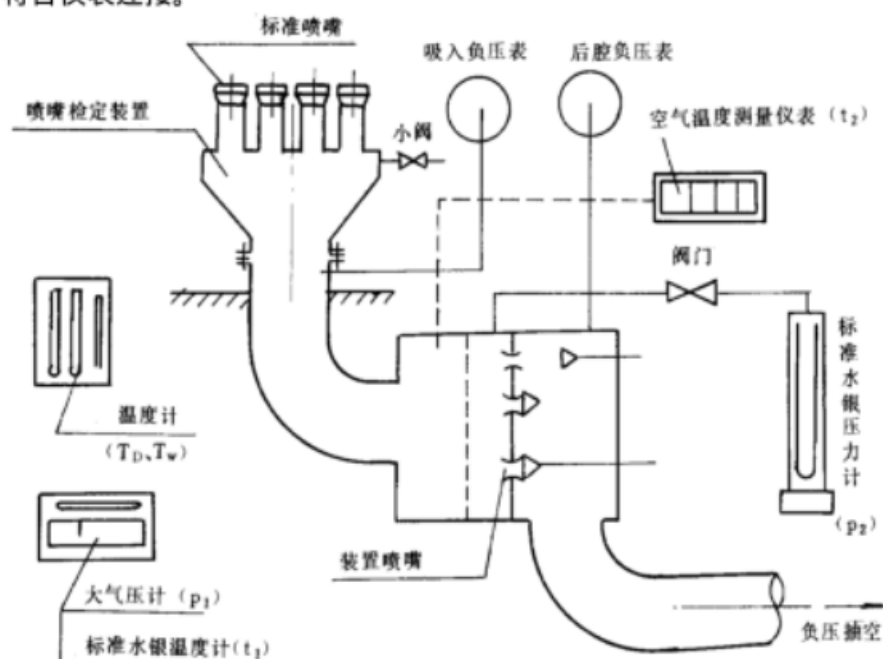 标准喷嘴
吸入负压表
后腔负压表
喷嘴检定装置
小阀
空气温度测量仪表(t₂)
阀门
标准水银压力计
(p₂)
温度计
(T_D、T_w)
装置喷嘴
大气压计(p₁)
标准水银温度计(t₁)
负压抽空